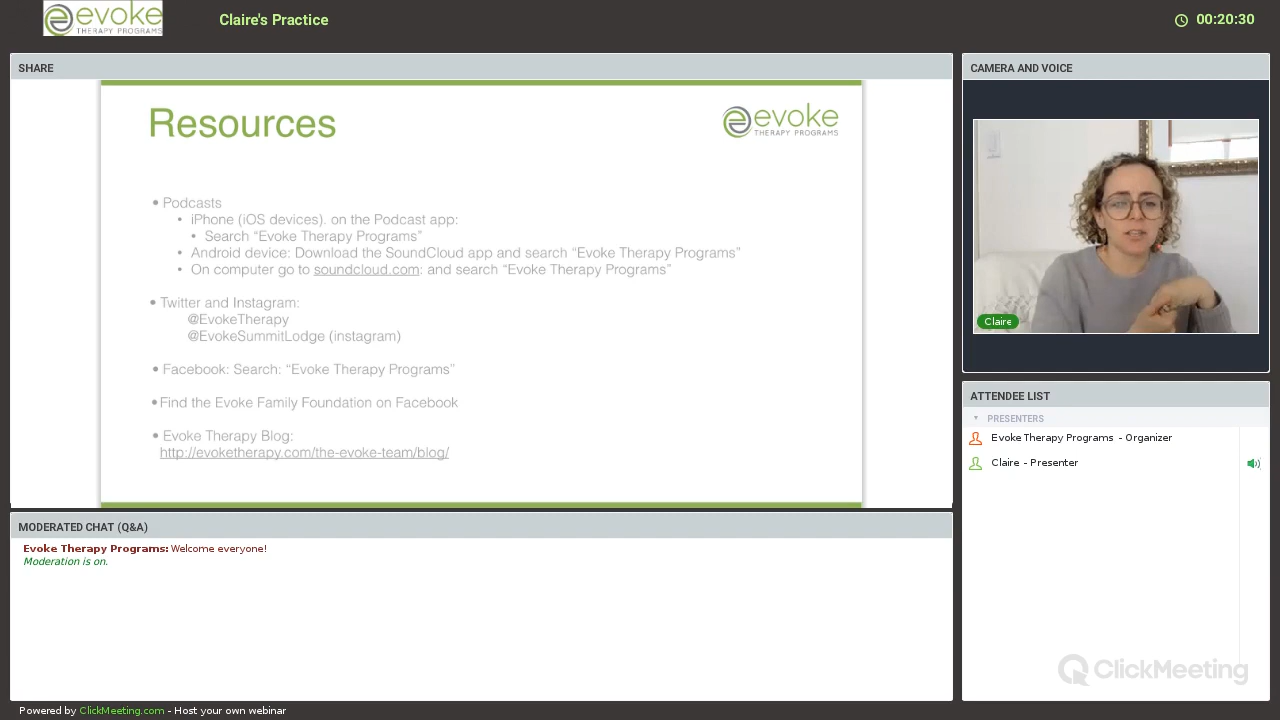 evoke
THERAPY PROGRAMS
Claire's Practice
00:20:30
SHARE
Resources
evoke
THERAPY PROGRAMS
• Podcasts
• iPhone (iOS devices). on the Podcast app:
• Search “Evoke Therapy Programs”
• Android device: Download the SoundCloud app and search “Evoke Therapy Programs”
• On computer go to soundcloud.com: and search “Evoke Therapy Programs”
• Twitter and Instagram:
@EvokeTherapy
@EvokeSummitLodge (instagram)
• Facebook: Search: “Evoke Therapy Programs”
• Find the Evoke Family Foundation on Facebook
• Evoke Therapy Blog:
http://evoketherapy.com/the-evoke-team/blog/
CAMERA AND VOICE
Claire
ATTENDEE LIST
PRESENTERS
Evoke Therapy Programs - Organizer
Claire - Presenter
MODERATED CHAT (Q&A)
Evoke Therapy Programs: Welcome everyone!
Moderation is on.
ClickMeeting
Powered by ClickMeeting.com - Host your own webinar